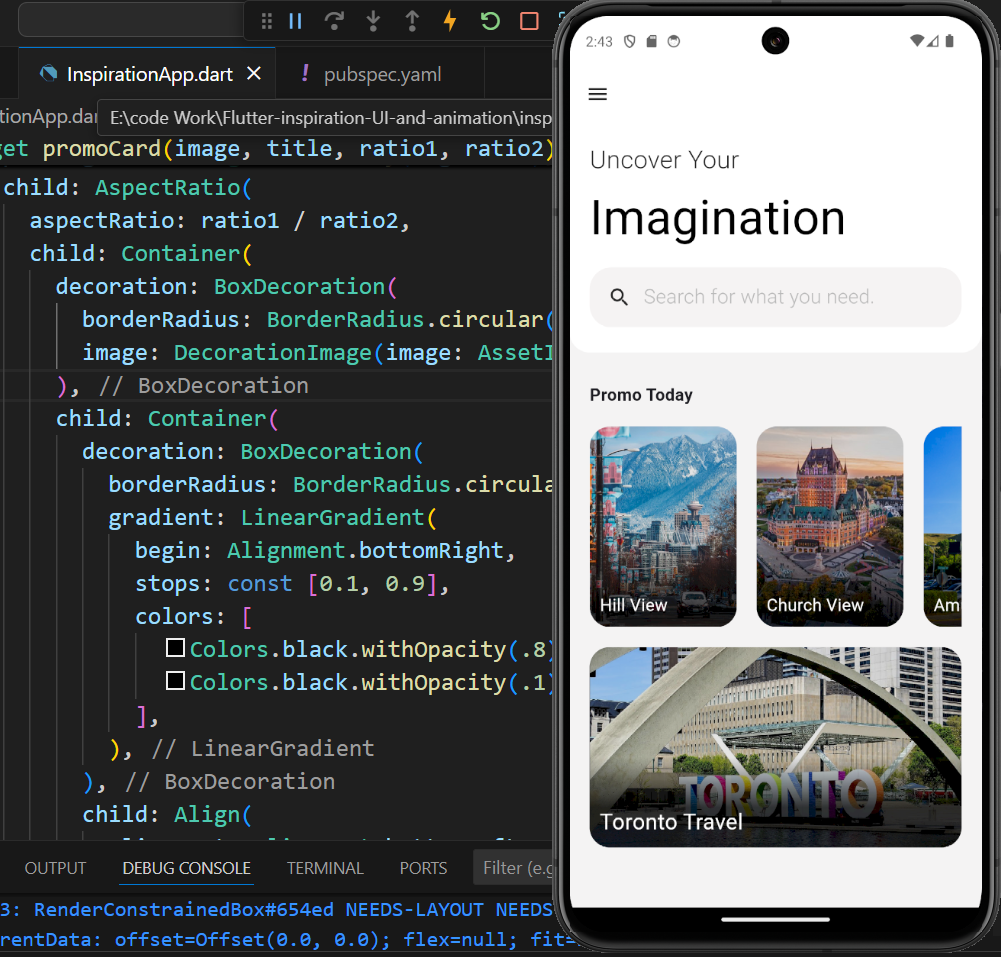 InspirationApp.dart
pubspec.yaml
tionApp.dar
E:\code Work\Flutter-inspiration-UI-and-animation\insp
get promoCard(image, title, ratio1, ratio2)
child: AspectRatio(
aspectRatio: ratio1 / ratio2,
child: Container(
decoration: BoxDecoration(
borderRadius: BorderRadius.circular(
image: DecorationImage(image: AssetI
), // BoxDecoration
child: Container(
decoration: BoxDecoration(
borderRadius: BorderRadius.circula
gradient: LinearGradient(
begin: Alignment.bottomRight,
stops: const [0.1, 0.9],
colors: [
Colors.black.withOpacity(.8)
Colors.black.withOpacity(.1)
],
), // LinearGradient
), // BoxDecoration
child: Align(
OUTPUT
DEBUG CONSOLE
TERMINAL
PORTS
Filter (e.g
3: RenderConstrainedBox#654ed NEEDS-LAYOUT NEEDS
rentData: offset=Offset(0.0, 0.0); flex=null; fit=
2:43
Uncover Your
Imagination
Search for what you need.
Promo Today
Hill View
Church View
Am
TORONTO
Toronto Travel